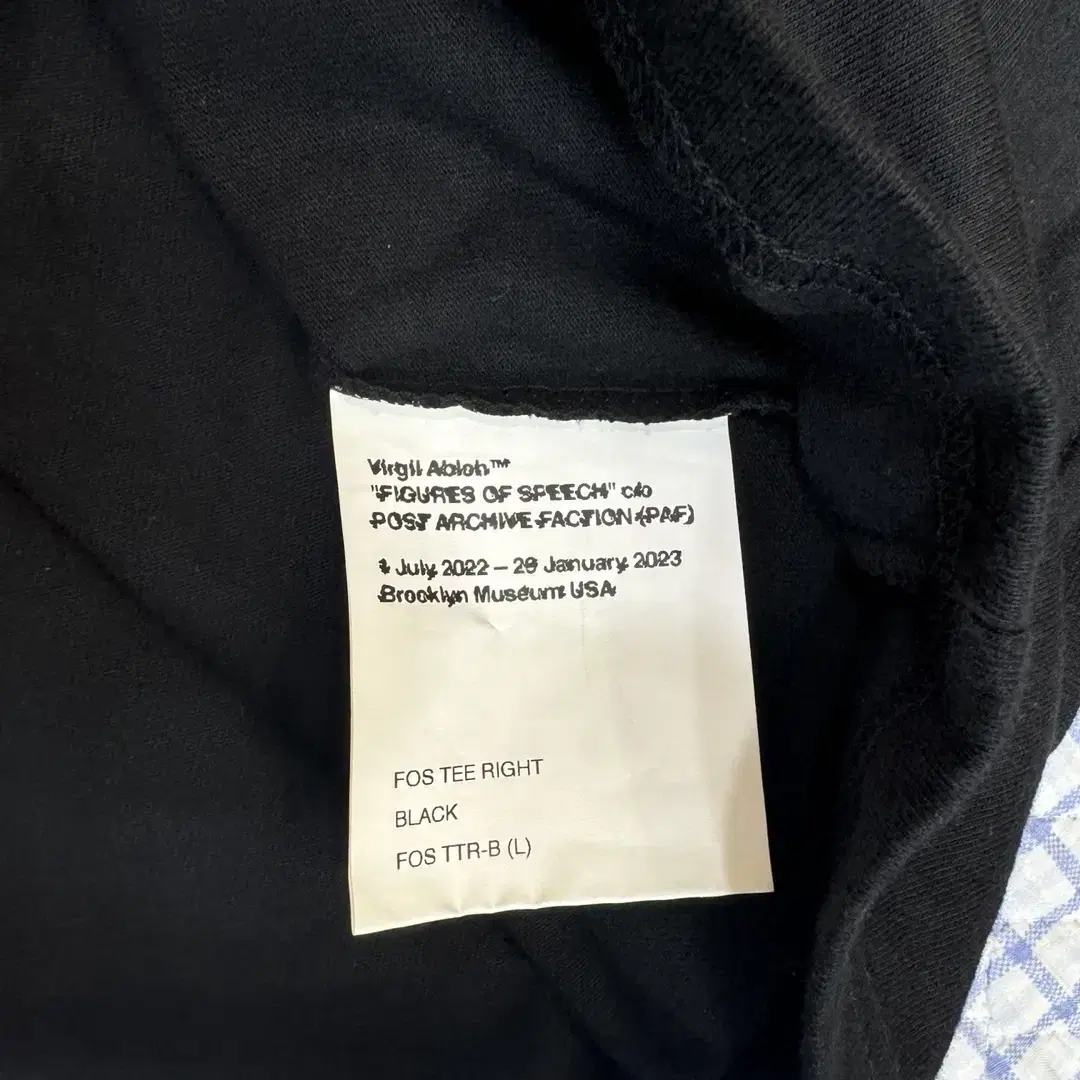 Virgil Abloh™
"FIGURES OF SPEECH" c/o
POST ARCHIVE FACTION (PAF)
1 July 2022 – 29 January 2023
Brooklyn Museum USA
FOS TEE RIGHT
BLACK
FOS TTR-B (L)